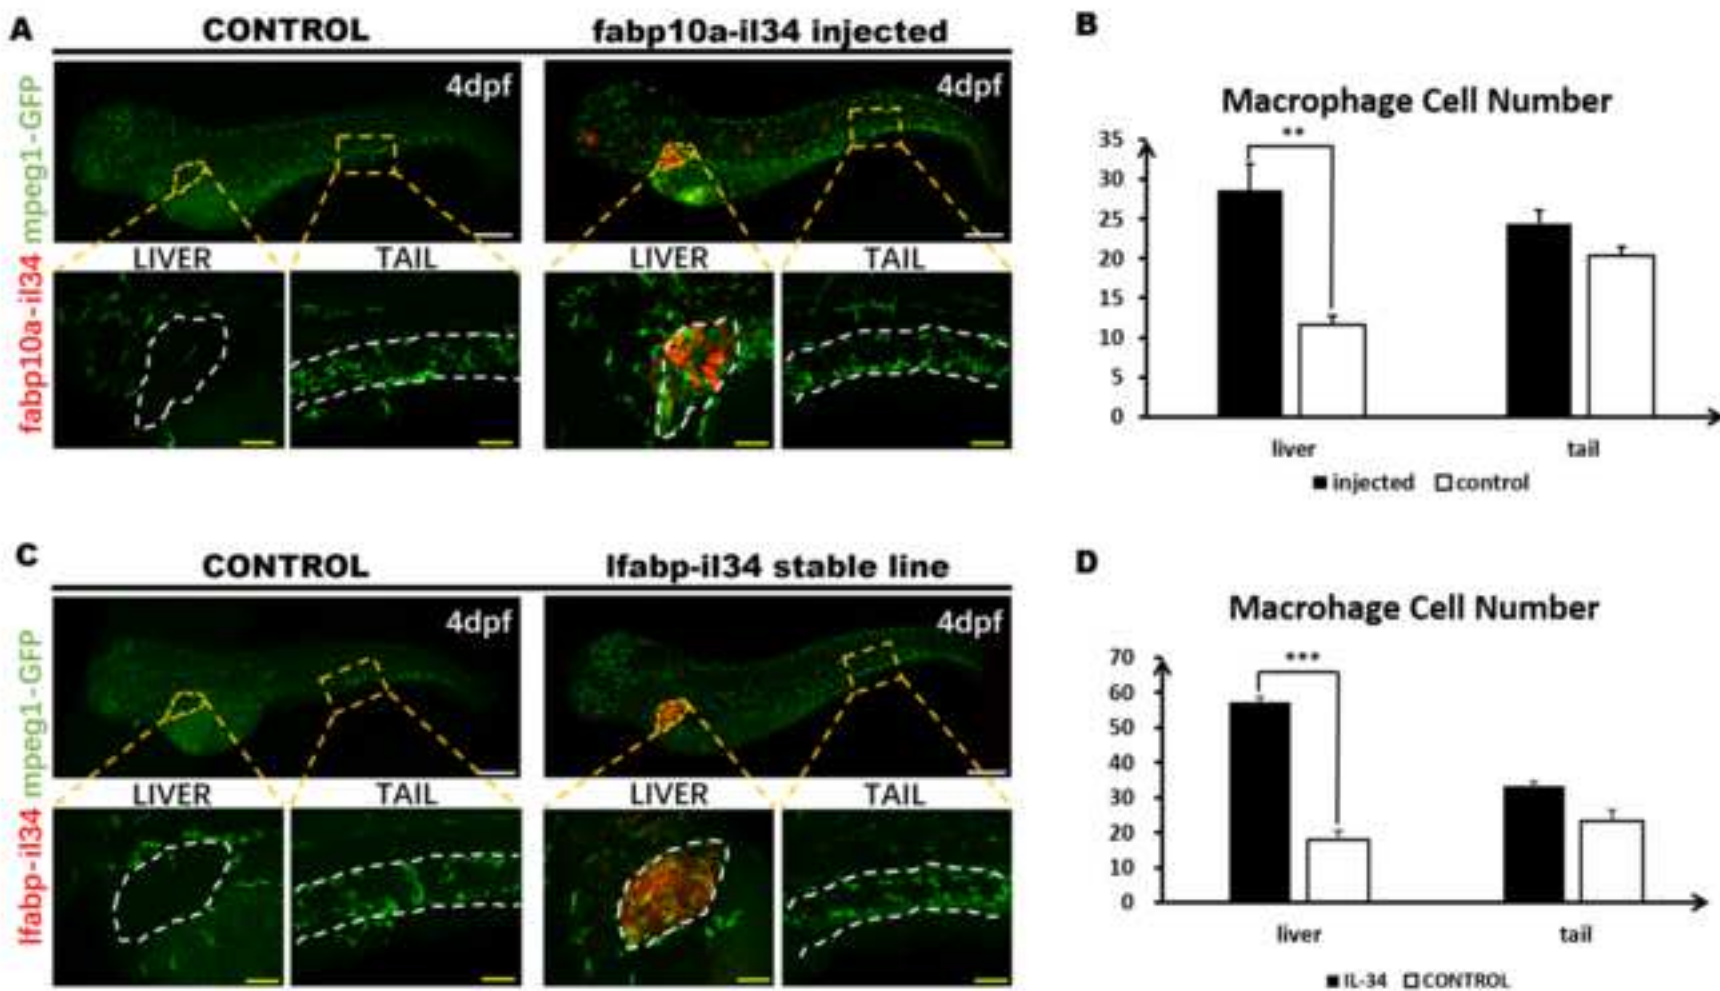 A
CONTROL
fabp10a-il34 injected
fabp10a-il34 mpeg1-GFP
4dpf
4dpf
LIVER
TAIL
LIVER
TAIL
B
Macrophage Cell Number
**
35
30
25
20
15
10
5
0
liver
tail
injected
control
C
CONTROL
lfabp-il34 stable line
lfabp-il34 mpeg1-GFP
4dpf
4dpf
LIVER
TAIL
LIVER
TAIL
D
Macrohage Cell Number
***
70
60
50
40
30
20
10
0
liver
tail
IL-34
CONTROL